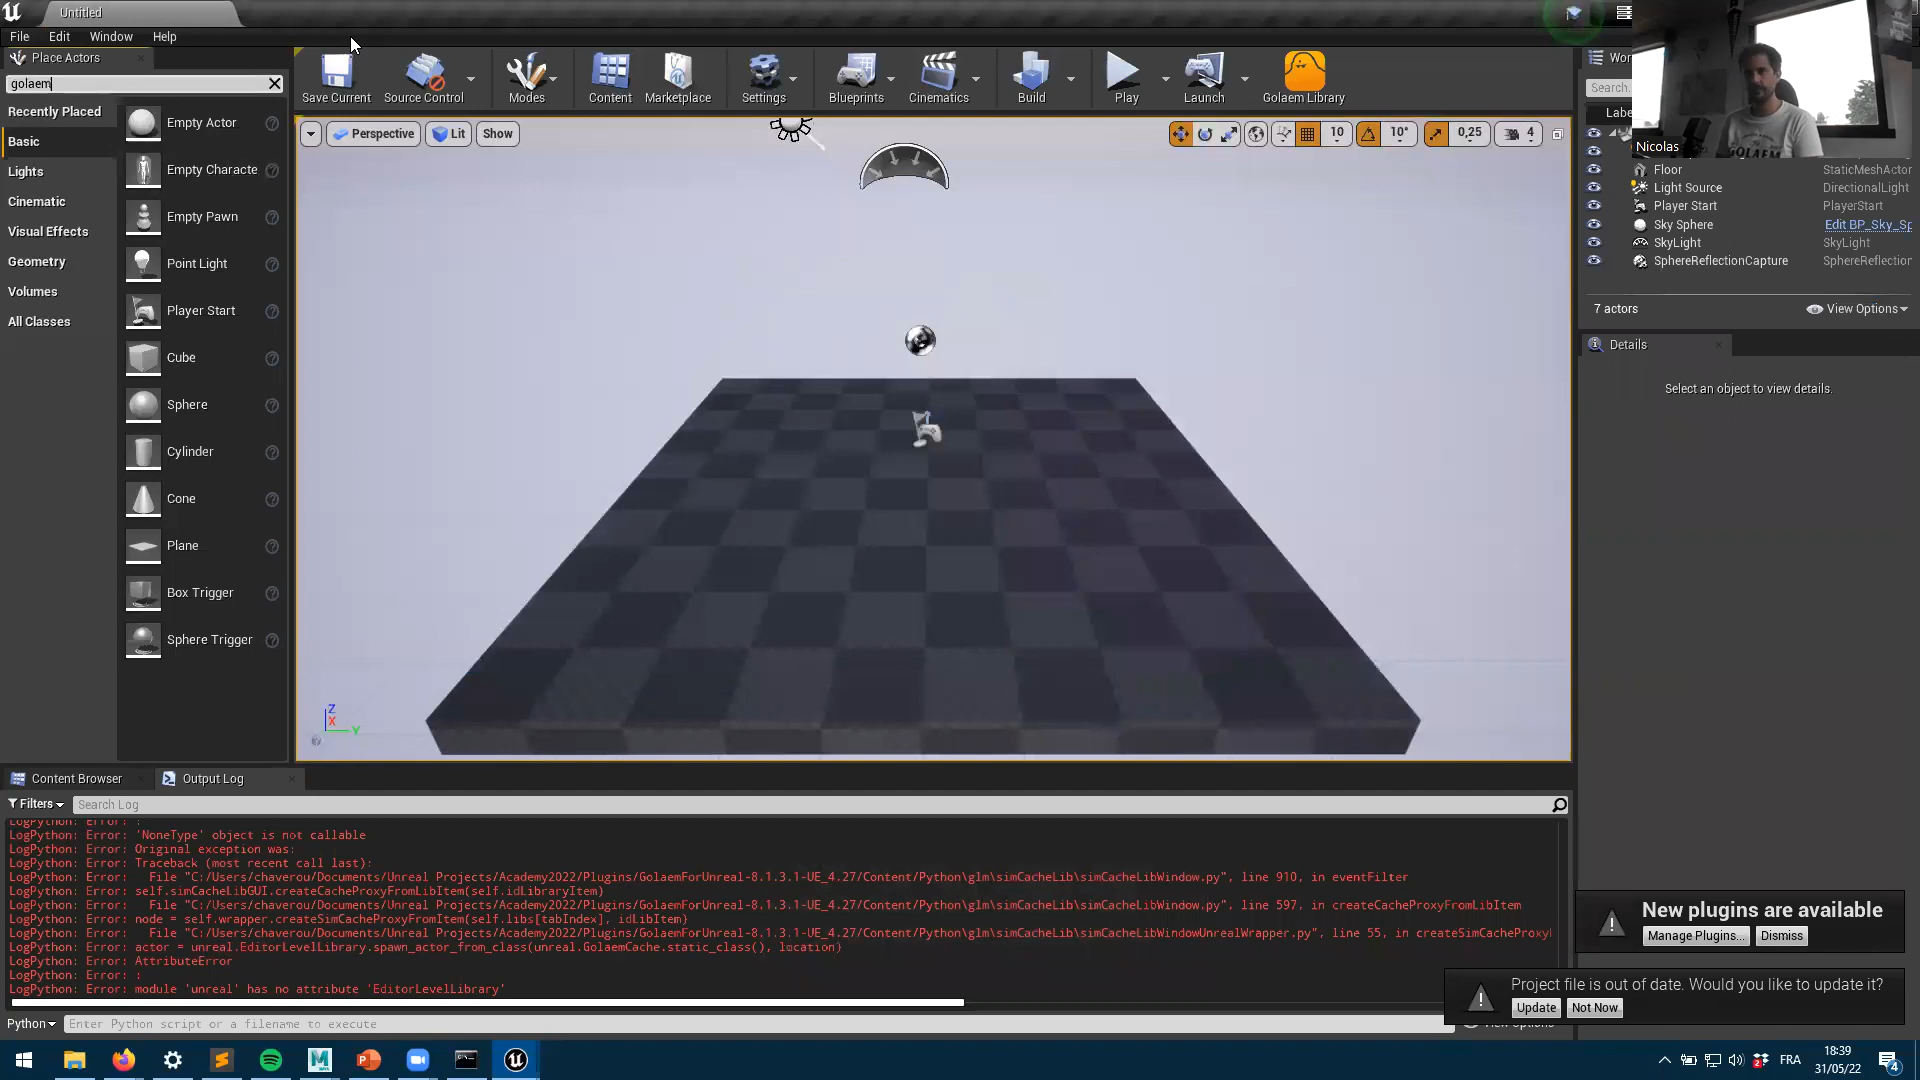 Untitled
File Edit Window Help
Place Actors
golaem
Recently Placed
Basic
Lights
Cinematic
Visual Effects
Geometry
Volumes
All Classes
Empty Actor
Empty Characte
Empty Pawn
Point Light
Player Start
Cube
Sphere
Cylinder
Cone
Plane
Box Trigger
Sphere Trigger
Save Current
Source Control
Modes
Content
Marketplace
Settings
Blueprints
Cinematics
Build
Play
Launch
Golaem Library
Perspective
Lit
Show
10
10°
0,25
4
Z
X
Y
Wor
Search.
Labe
Nicolas
GOLAEM
Floor StaticMeshActor
Light Source DirectionalLight
Player Start PlayerStart
Sky Sphere Edit BP_Sky_Sp
SkyLight SkyLight
SphereReflectionCapture SphereReflection
7 actors
View Options
Details
Select an object to view details.
Content Browser
Output Log
Filters
Search Log
LogPython: Error: :
LogPython: Error: 'NoneType' object is not callable
LogPython: Error: Original exception was:
LogPython: Error: Traceback (most recent call last):
LogPython: Error: File "C:/Users/chaverou/Documents/Unreal Projects/Academy2022/Plugins/GolaemForUnreal-8.1.3.1-UE_4.27/Content/Python\glm\simCacheLib\simCacheLibWindow.py", line 910, in eventFilter
LogPython: Error: self.simCacheLibGUI.createCacheProxyFromLibItem(self.idLibraryItem)
LogPython: Error: File "C:/Users/chaverou/Documents/Unreal Projects/Academy2022/Plugins/GolaemForUnreal-8.1.3.1-UE_4.27/Content/Python\glm\simCacheLib\simCacheLibWindow.py", line 597, in createCacheProxyFromLibItem
LogPython: Error: node = self.wrapper.createSimCacheProxyFromItem(self.libs[tabIndex], idLibItem)
LogPython: Error: File "C:/Users/chaverou/Documents/Unreal Projects/Academy2022/Plugins/GolaemForUnreal-8.1.3.1-UE_4.27/Content/Python\glm\simCacheLib\simCacheLibWindowUnrealWrapper.py", line 55, in createSimCacheProxy
LogPython: Error: actor = unreal.EditorLevelLibrary.spawn_actor_from_class(unreal.GolaemCache.static_class(), location)
LogPython: Error: AttributeError
LogPython: Error: :
LogPython: Error: module 'unreal' has no attribute 'EditorLevelLibrary'
Python
Enter Python script or a filename to execute
View Options
New plugins are available
Manage Plugins...
Dismiss
Project file is out of date. Would you like to update it?
Update
Not Now
FRA
18:39
31/05/22
2
4